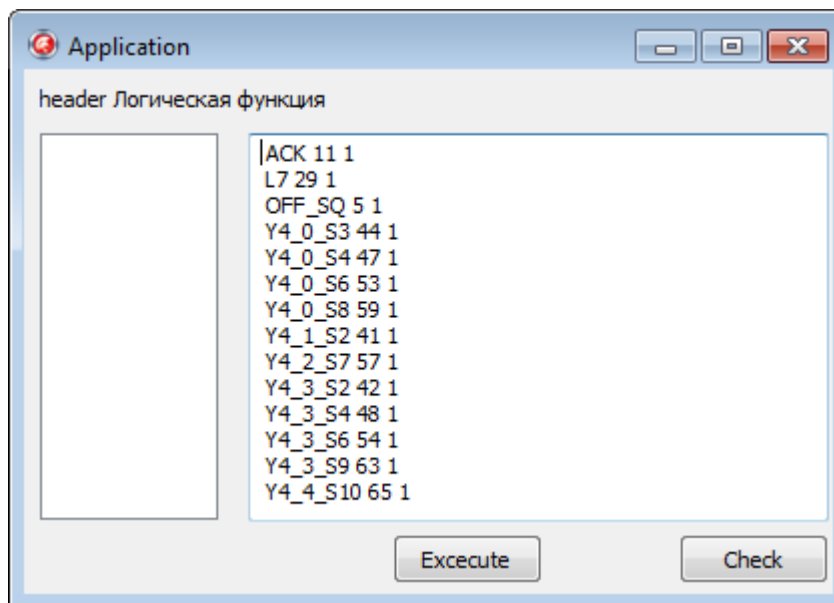 Application
header Логическая функция
ACK 11 1
L7 29 1
OFF_SQ 5 1
Y4_0_S3 44 1
Y4_0_S4 47 1
Y4_0_S6 53 1
Y4_0_S8 59 1
Y4_1_S2 41 1
Y4_2_S7 57 1
Y4_3_S2 42 1
Y4_3_S4 48 1
Y4_3_S6 54 1
Y4_3_S9 63 1
Y4_4_S10 65 1
Excecute
Check